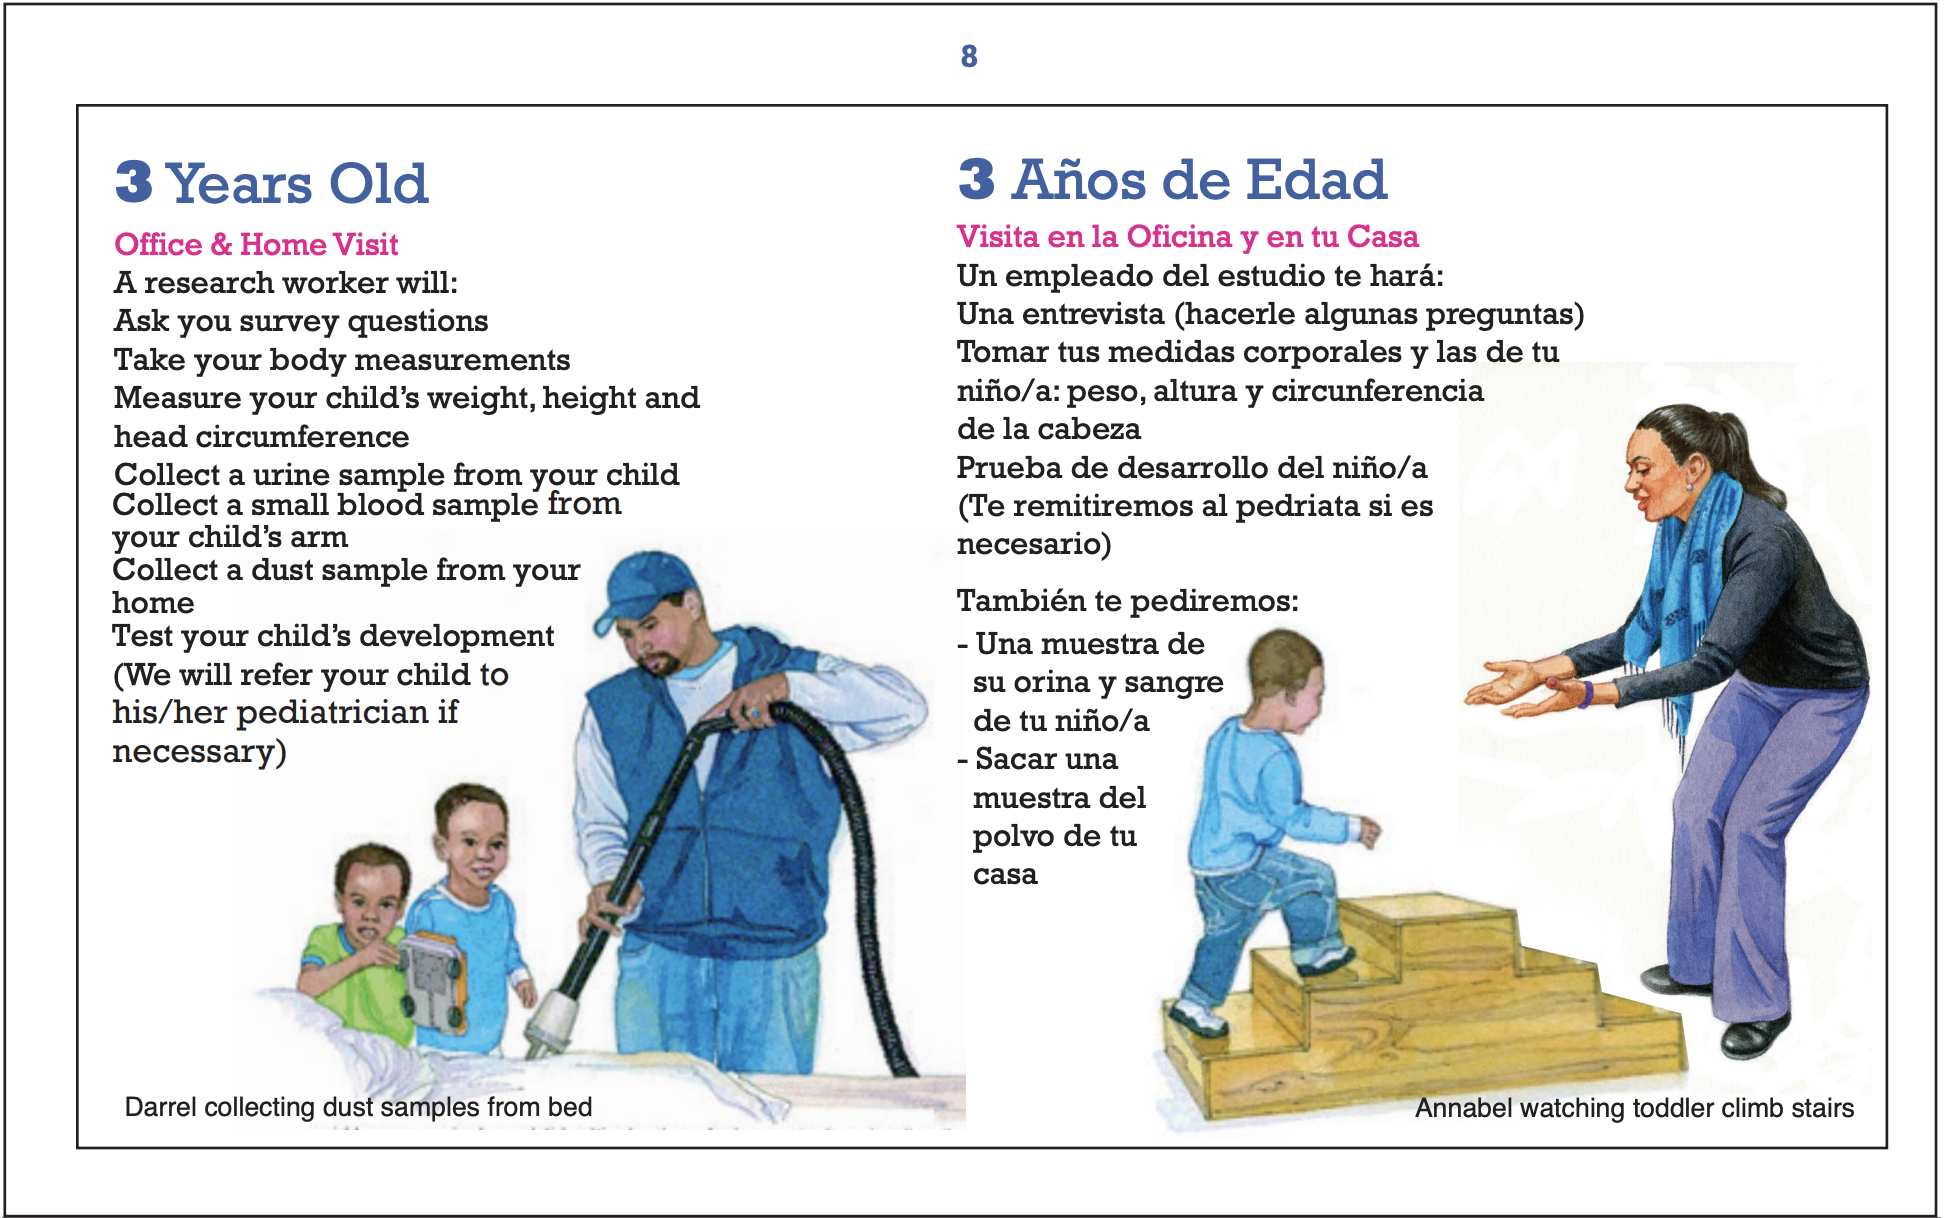 8
3 Years Old
Office & Home Visit
A research worker will:
Ask you survey questions
Take your body measurements
Measure your child’s weight, height and
head circumference
Collect a urine sample from your child
Collect a small blood sample from
your child’s arm
Collect a dust sample from your
home
Test your child’s development
(We will refer your child to
his/her pediatrician if
necessary)
Darrel collecting dust samples from bed
3 Años de Edad
Visita en la Oficina y en tu Casa
Un empleado del estudio te hará:
Una entrevista (hacerle algunas preguntas)
Tomar tus medidas corporales y las de tu
niño/a: peso, altura y circunferencia
de la cabeza
Prueba de desarrollo del niño/a
(Te remitiremos al pedriata si es
necesario)
También te pediremos:
- Una muestra de
su orina y sangre
de tu niño/a
- Sacar una
muestra del
polvo de tu
casa
Annabel watching toddler climb stairs